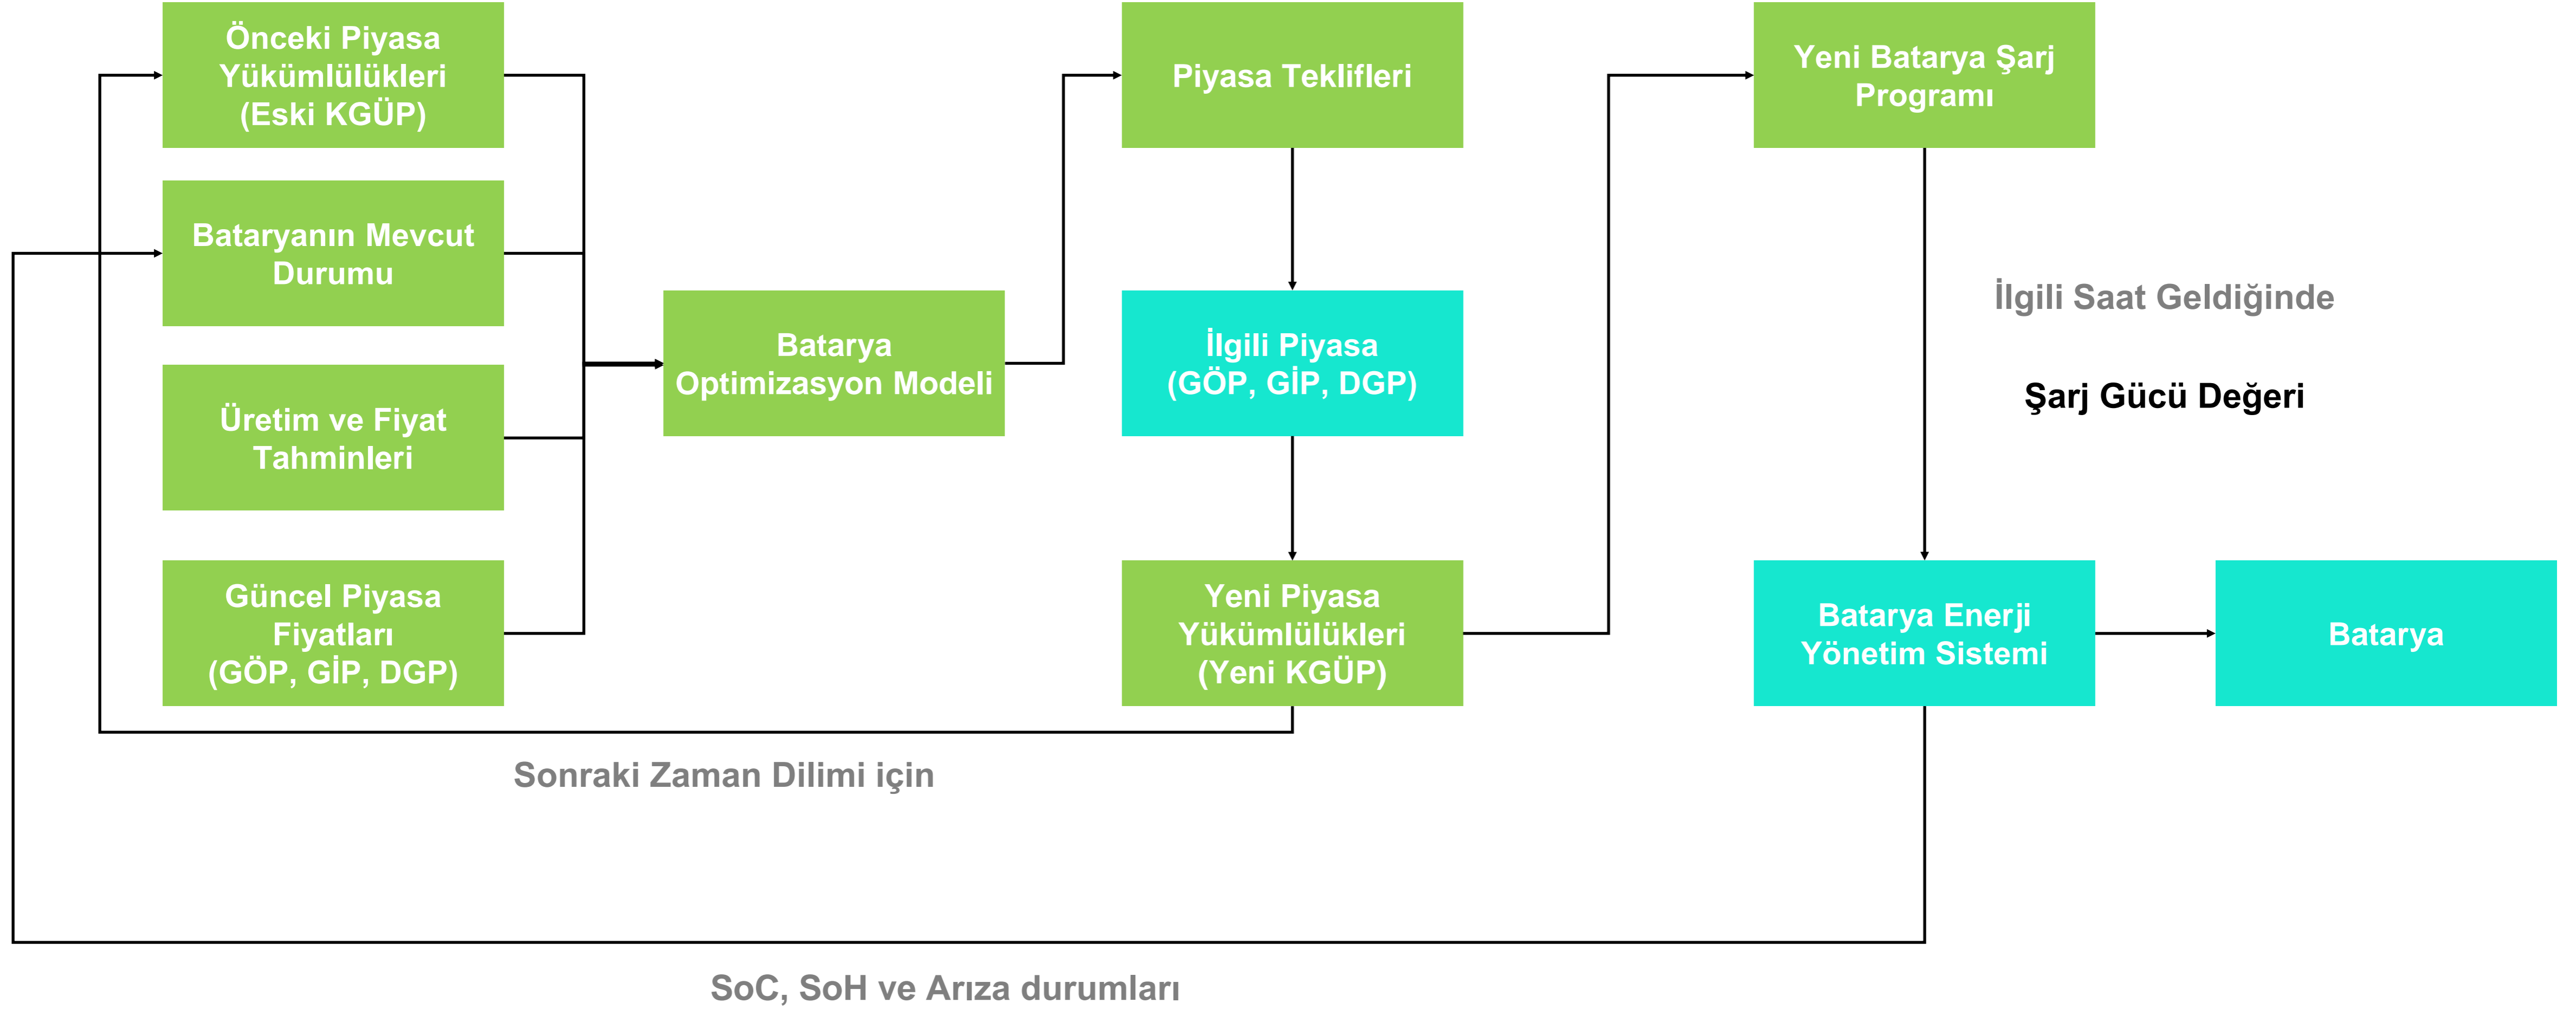 Önceki Piyasa
Yükümlülükleri
(Eski KGÜP)
Bataryanın Mevcut
Durumu
Üretim ve Fiyat
Tahminleri
Güncel Piyasa
Fiyatları
(GÖP, GİP, DGP)
Batarya
Optimizasyon Modeli
Piyasa Teklifleri
İlgili Piyasa
(GÖP, GİP, DGP)
Yeni Piyasa
Yükümlülükleri
(Yeni KGÜP)
Yeni Batarya Şarj
Programı
İlgili Saat Geldiğinde
Şarj Gücü Değeri
Batarya Enerji
Yönetim Sistemi
Batarya
Sonraki Zaman Dilimi için
SoC, SoH ve Arıza durumları